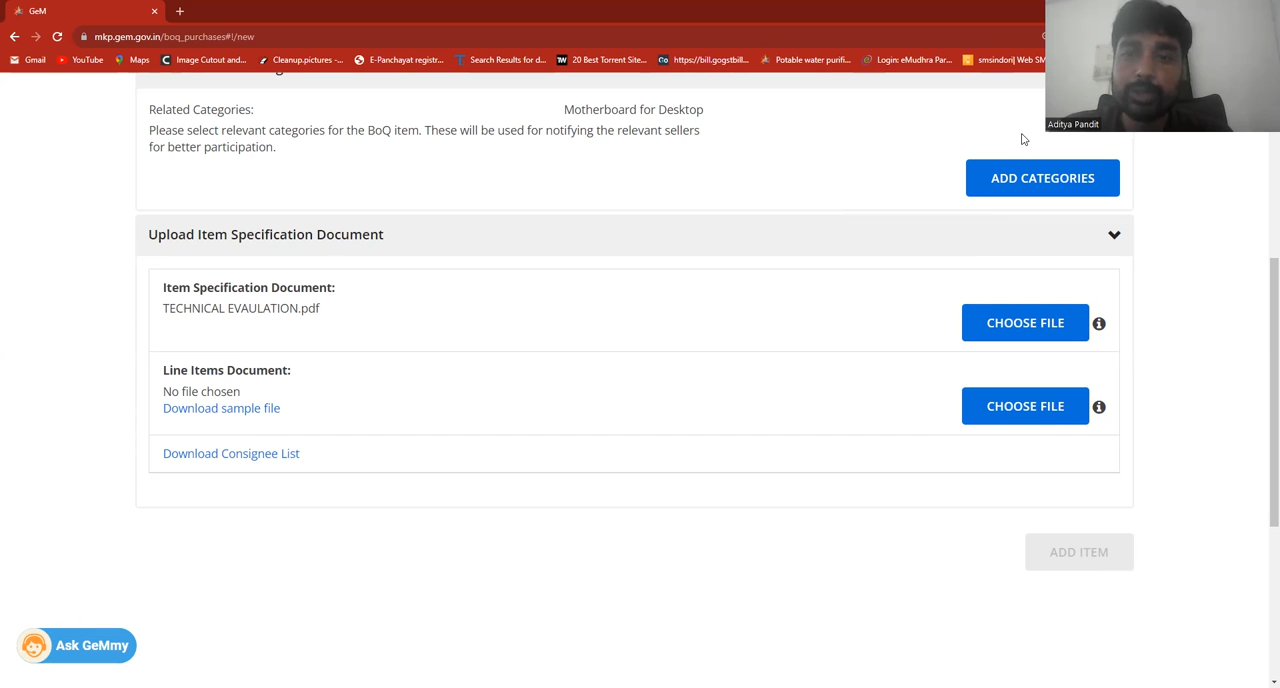 GeM
mkp.gem.gov.in/boq_purchases#!/new
Gmail YouTube Maps Image Cutout and... Cleanup.pictures -... E-Panchayat registr... Search Results for d... 20 Best Torrent Site... https://bill.gogstbill... Potable water purifi... Login: eMudhra Par... smsindori| Web SM
Related Categories: Motherboard for Desktop
Please select relevant categories for the BoQ item. These will be used for notifying the relevant sellers
for better participation.
ADD CATEGORIES
Aditya Pandit
Upload Item Specification Document
Item Specification Document:
TECHNICAL EVAULATION.pdf
CHOOSE FILE
Line Items Document:
No file chosen
Download sample file
CHOOSE FILE
Download Consignee List
ADD ITEM
Ask GeMmy